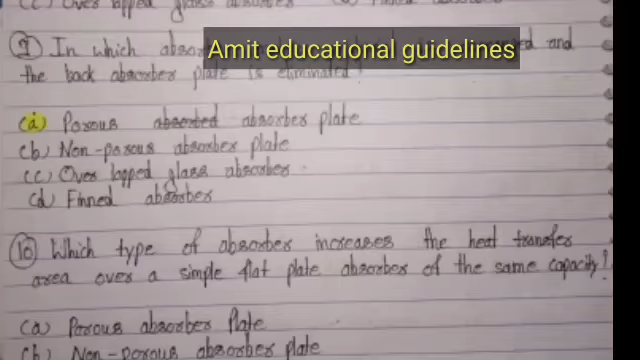 (c) Over lapped glass absorber
(9) In which absor Amit educational guidelines and
the back absorber plate is eliminated?
(a) Porous absorbed absorber plate
(b) Non-porous absorber plate
(c) Over lapped glass absorber
(d) Finned absorber
(10) Which type of absorber increases the heat transfer
area over a simple flat plate absorber of the same capacity?
(a) Porous absorber Plate
(b) Non-porous absorber plate